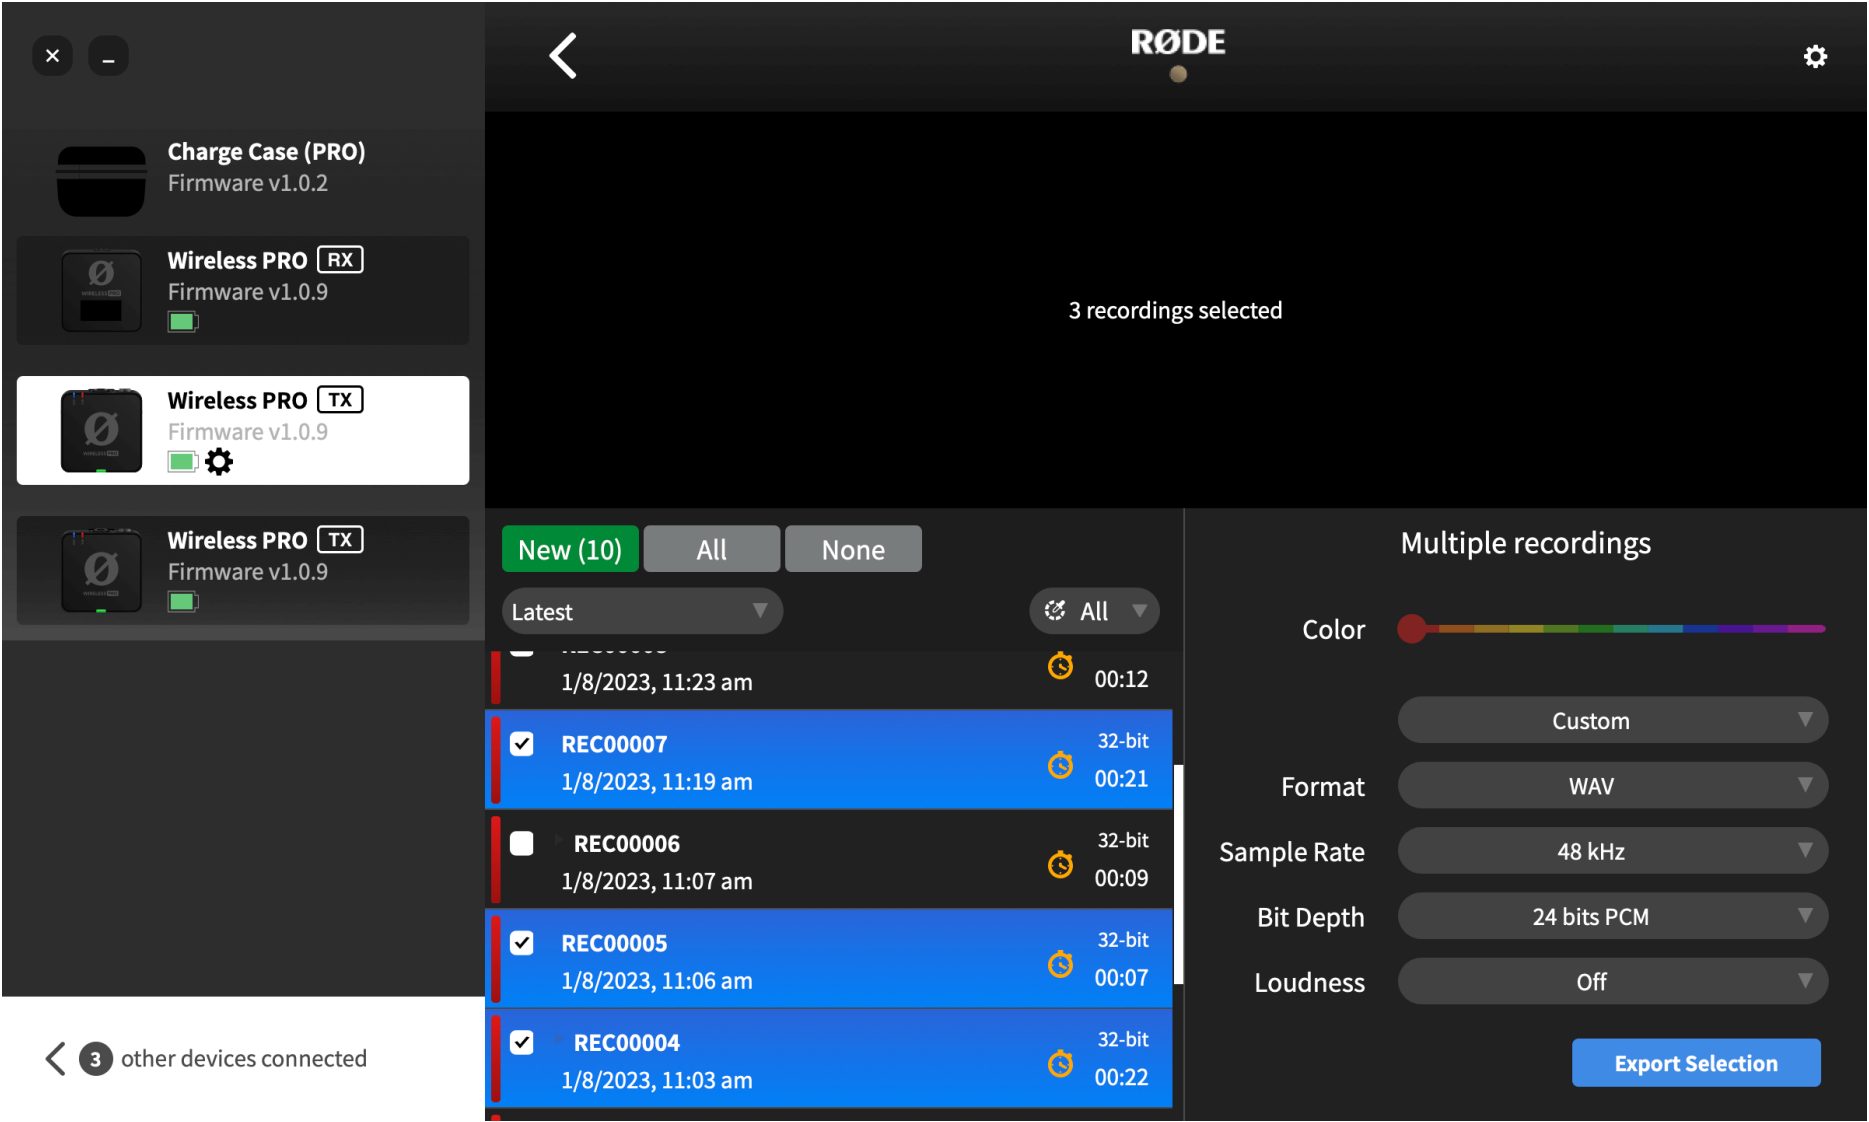 RØDE
Charge Case (PRO)
Firmware v1.0.2
Wireless PRO RX
Firmware v1.0.9
Wireless PRO TX
Firmware v1.0.9
Wireless PRO TX
Firmware v1.0.9
3 other devices connected
3 recordings selected
New (10) All None
Latest All
1/8/2023, 11:23 am 00:12
REC00007 32-bit
1/8/2023, 11:19 am 00:21
REC00006 32-bit
1/8/2023, 11:07 am 00:09
REC00005 32-bit
1/8/2023, 11:06 am 00:07
REC00004 32-bit
1/8/2023, 11:03 am 00:22
Multiple recordings
Color
Custom
Format WAV
Sample Rate 48 kHz
Bit Depth 24 bits PCM
Loudness Off
Export Selection